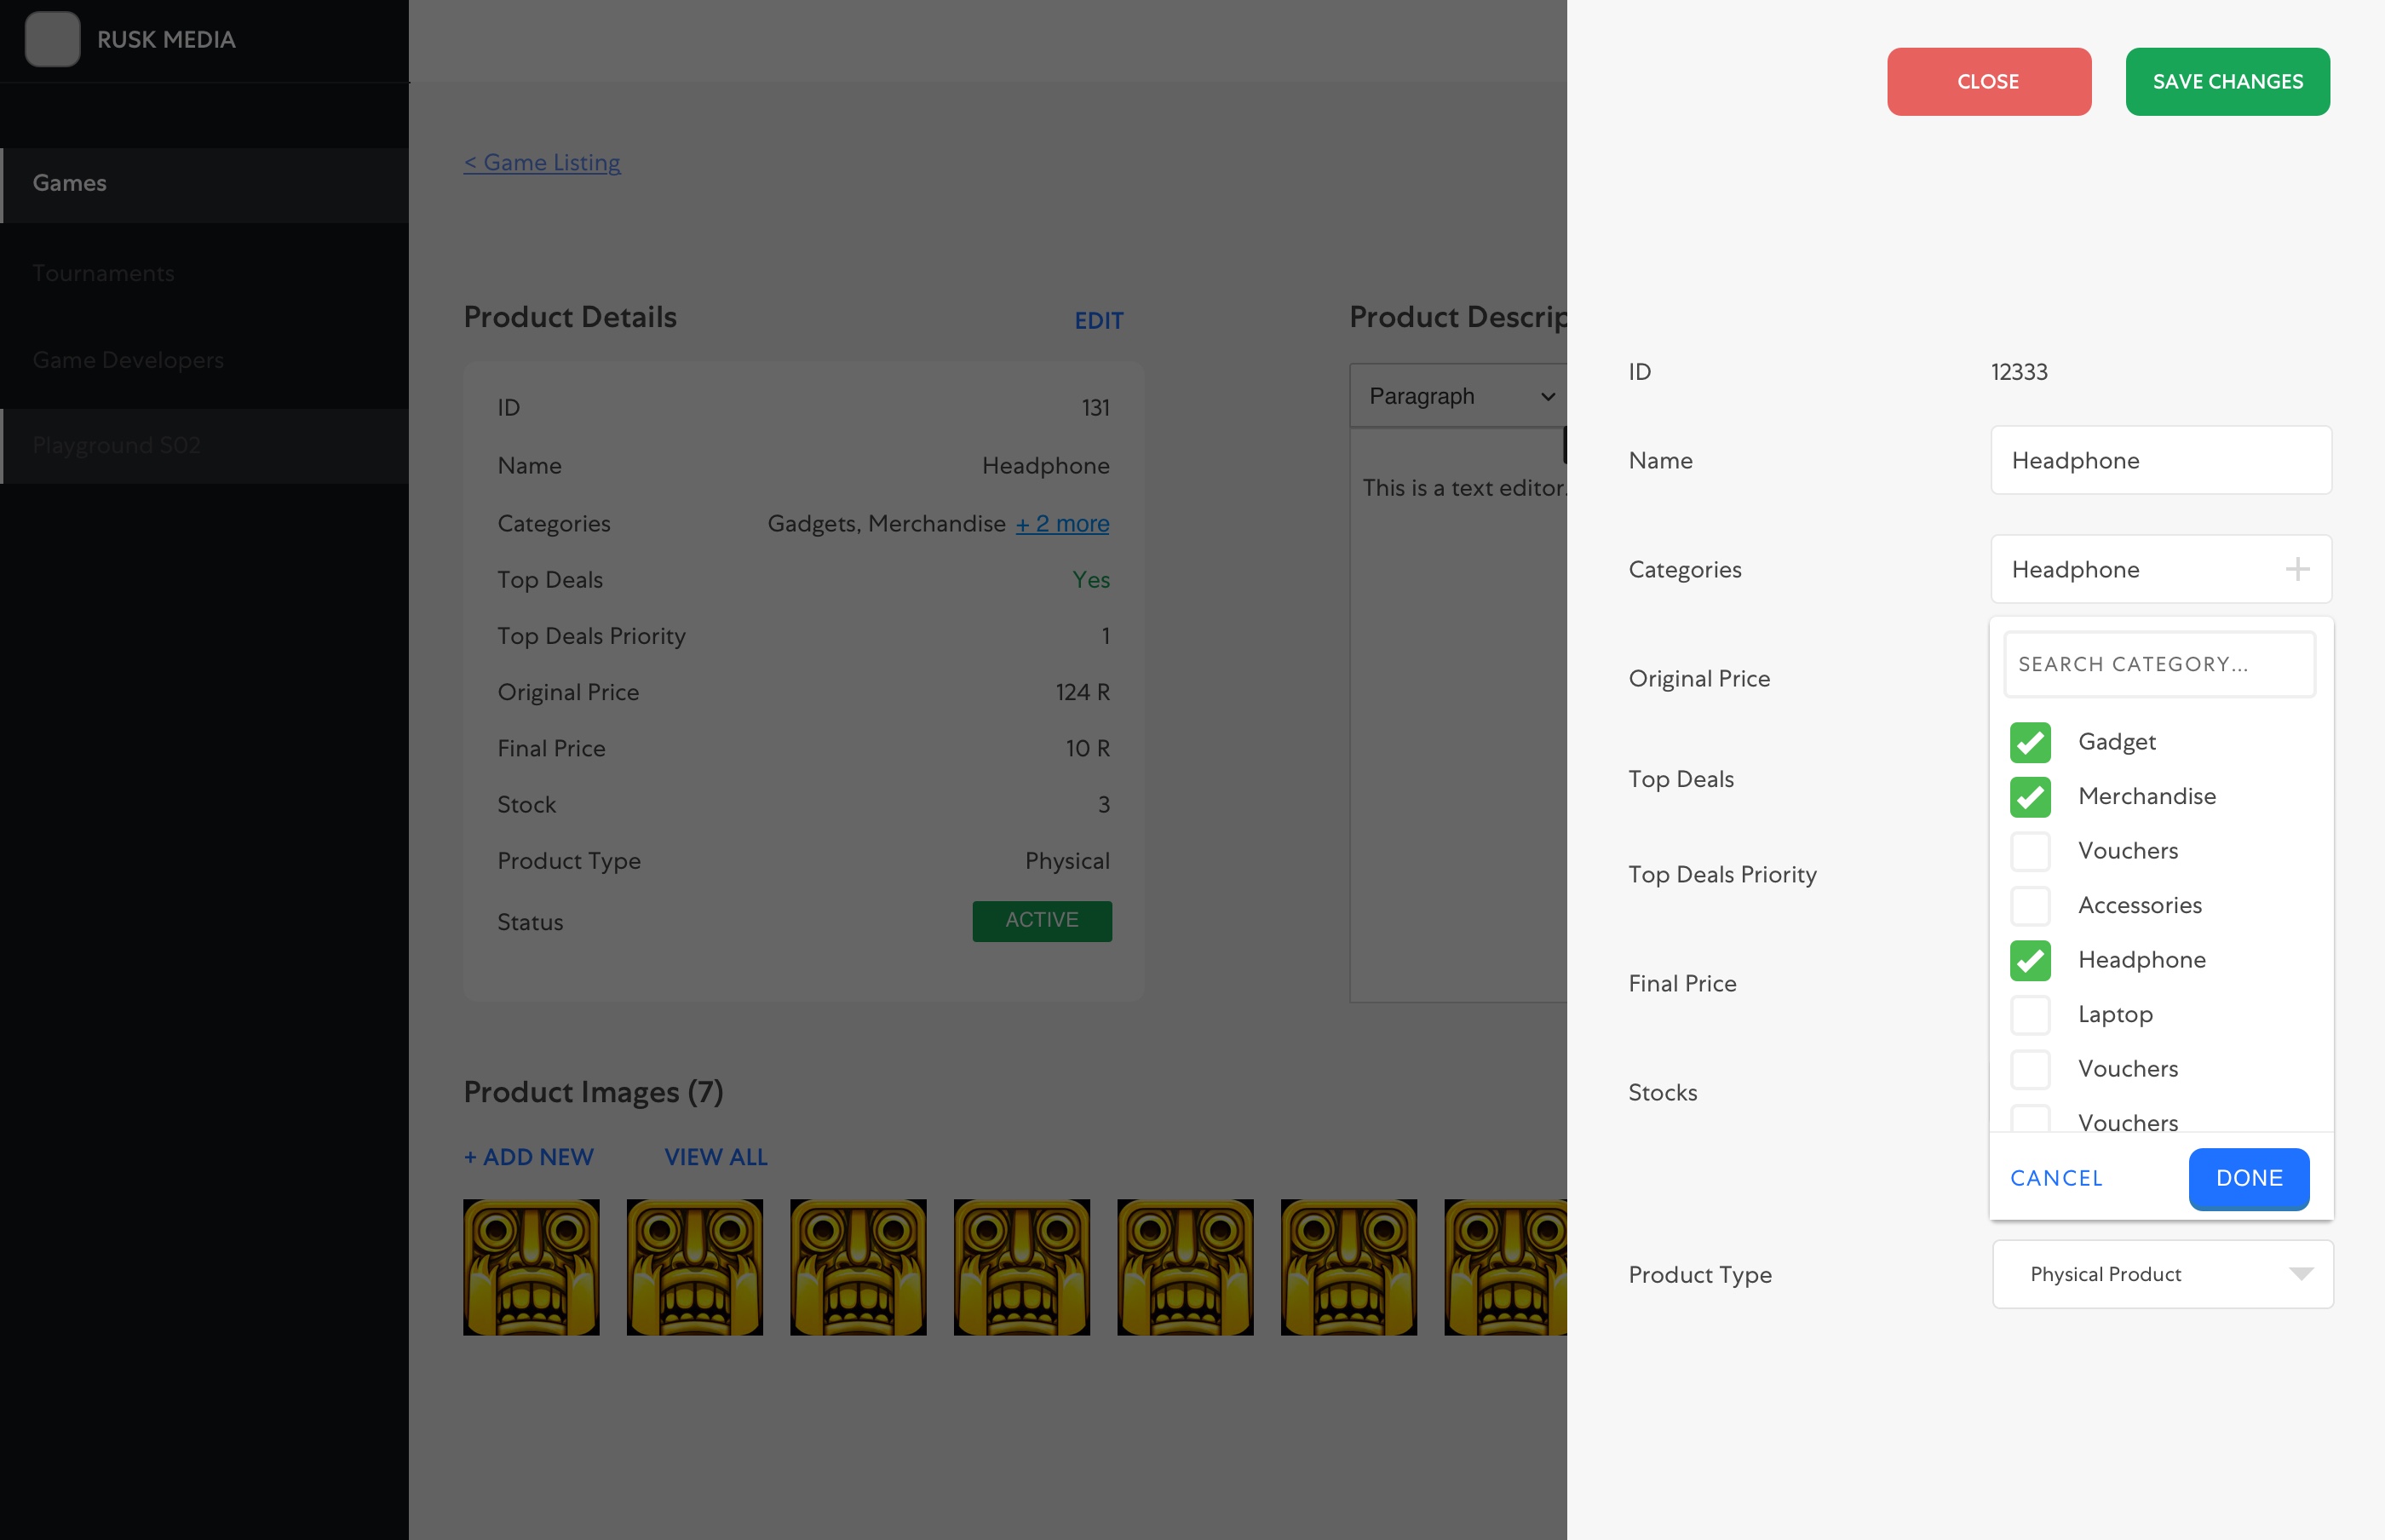 RUSK MEDIA
Games
Tournaments
Game Developers
Playground S02
< Game Listing
Product Details
EDIT
ID 131
Name Headphone
Categories Gadgets, Merchandise + 2 more
Top Deals Yes
Top Deals Priority 1
Original Price 124 R
Final Price 10 R
Stock 3
Product Type Physical
Status ACTIVE
Product Descrip
Paragraph
This is a text editor.
Product Images (7)
+ ADD NEW VIEW ALL
CLOSE SAVE CHANGES
ID 12333
Name Headphone
Categories Headphone
Original Price
Top Deals
Top Deals Priority
Final Price
Stocks
SEARCH CATEGORY...
Gadget
Merchandise
Vouchers
Accessories
Headphone
Laptop
Vouchers
Vouchers
CANCEL DONE
Product Type Physical Product